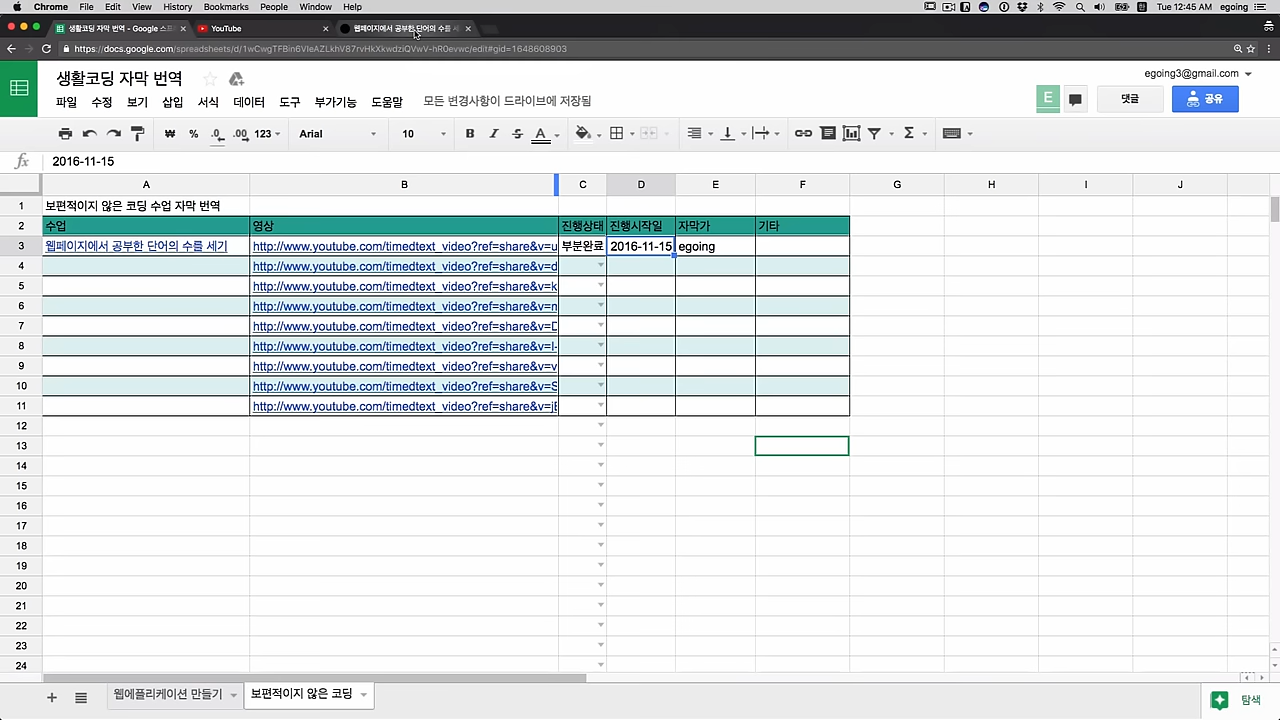 Chrome File Edit View History Bookmarks People Window Help Tue 12:45 AM egoing
생활코딩 자막 번역 - Google 스프 YouTube 웹페이지에서 공부한 단어의 수를 세
https://docs.google.com/spreadsheets/d/1wCwgTFBin6VIeAZLkhV87rvHkXkwdziQVwV-hR0evwc/edit#gid=1648608903
생활코딩 자막 번역 egoing3@gmail.com
파일 수정 보기 삽입 서식 데이터 도구 부가기능 도움말 모든 변경사항이 드라이브에 저장됨 E 댓글 공유
₩ % .0 .00 123 Arial 10 B I S A Σ
fx 2016-11-15
A B C D E F G H I J
1 보편적이지 않은 코딩 수업 자막 번역
2 수업 영상 진행상태 진행시작일 자막가 기타
3 웹페이지에서 공부한 단어의 수를 세기 http://www.youtube.com/timedtext_video?ref=share&v=u 부분완료 2016-11-15 egoing
4 http://www.youtube.com/timedtext_video?ref=share&v=d
5 http://www.youtube.com/timedtext_video?ref=share&v=k
6 http://www.youtube.com/timedtext_video?ref=share&v=n
7 http://www.youtube.com/timedtext_video?ref=share&v=D
8 http://www.youtube.com/timedtext_video?ref=share&v=I-
9 http://www.youtube.com/timedtext_video?ref=share&v=v
10 http://www.youtube.com/timedtext_video?ref=share&v=S
11 http://www.youtube.com/timedtext_video?ref=share&v=jE
12
13
14
15
16
17
18
19
20
21
22
23
24
웹에플리케이션 만들기 보편적이지 않은 코딩 탐색